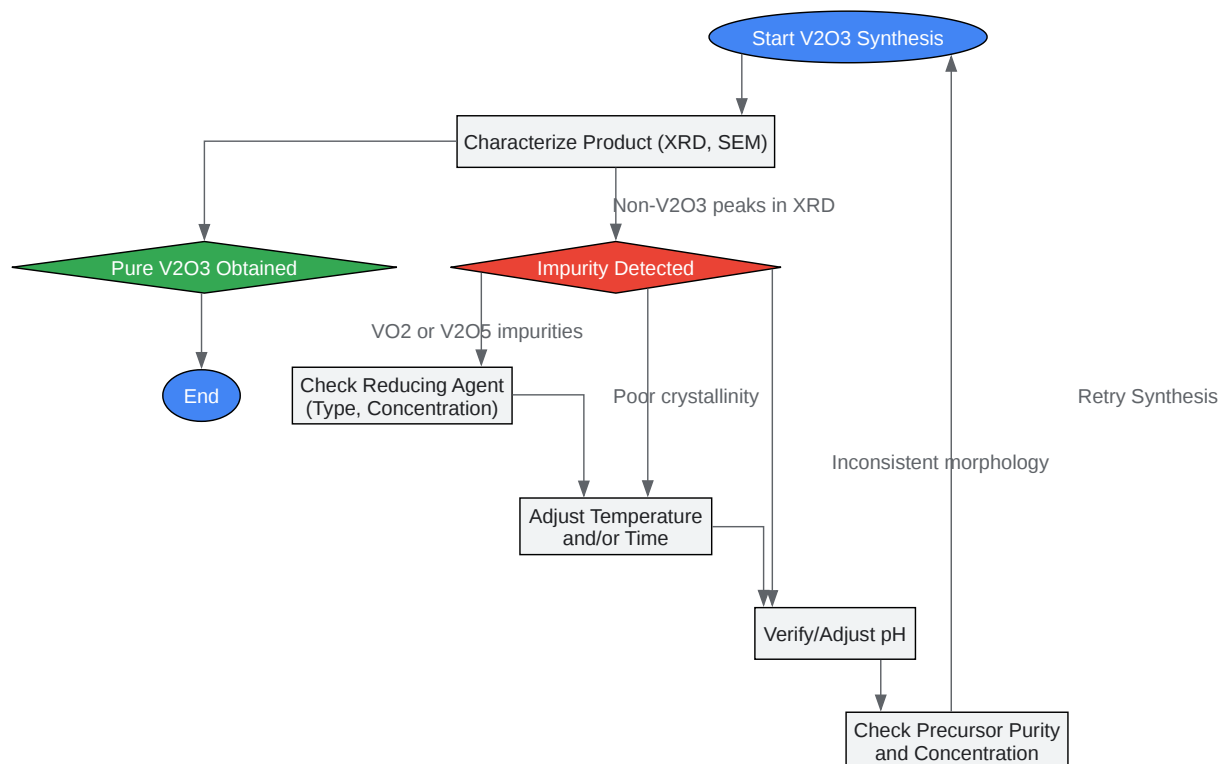 Start V2O3 Synthesis
Characterize Product (XRD, SEM)
Non-V2O3 peaks in XRD
Pure V2O3 Obtained
Impurity Detected
VO2 or V2O5 impurities
End
Check Reducing Agent
(Type, Concentration)
Poor crystallinity
Retry Synthesis
Inconsistent morphology
Adjust Temperature
and/or Time
Verify/Adjust pH
Check Precursor Purity
and Concentration